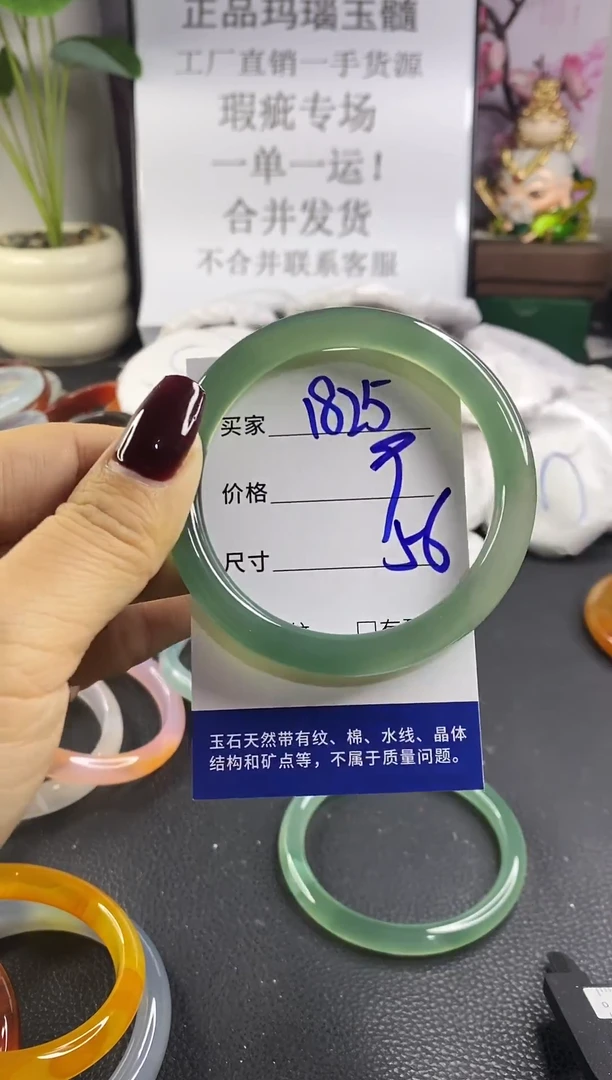 正品玛瑙玉髓
工厂直销一手货源
瑕疵专场
一单一运！
合并发货
不合并联系客服
买家 1825
价格
尺寸 56
玉石天然带有纹、棉、水线、晶体
结构和矿点等，不属于质量问题。